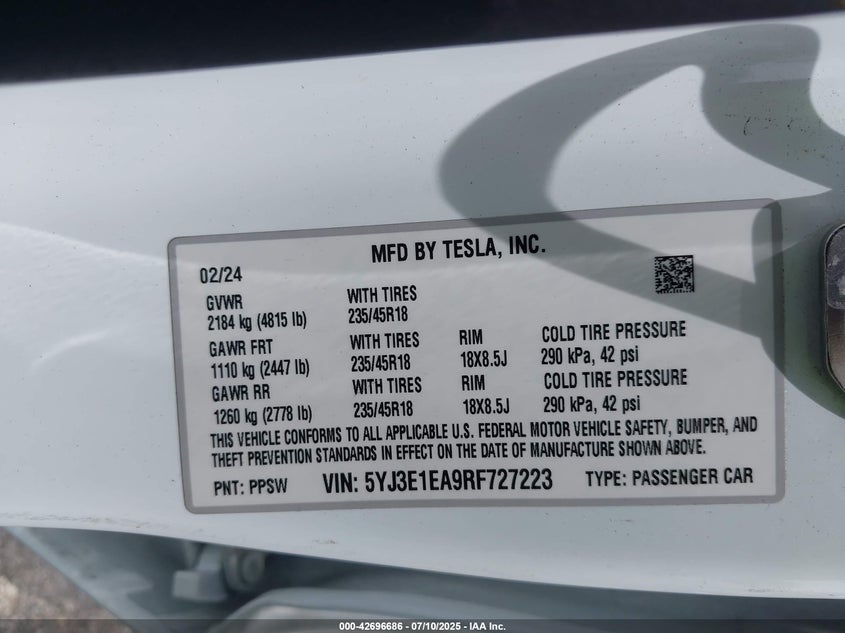 MFD BY TESLA, INC.
02/24
GVWR WITH TIRES
2184 kg (4815 lb) 235/45R18
GAWR FRT WITH TIRES RIM COLD TIRE PRESSURE
1110 kg (2447 lb) 235/45R18 18X8.5J 290 kPa, 42 psi
GAWR RR WITH TIRES RIM COLD TIRE PRESSURE
1260 kg (2778 lb) 235/45R18 18X8.5J 290 kPa, 42 psi
THIS VEHICLE CONFORMS TO ALL APPLICABLE U.S. FEDERAL MOTOR VEHICLE SAFETY, BUMPER, AND
THEFT PREVENTION STANDARDS IN EFFECT ON THE DATE OF MANUFACTURE SHOWN ABOVE.
PNT: PPSW VIN: 5YJ3E1EA9RF727223 TYPE: PASSENGER CAR
000-42696686 - 07/10/2025 - IAA Inc.